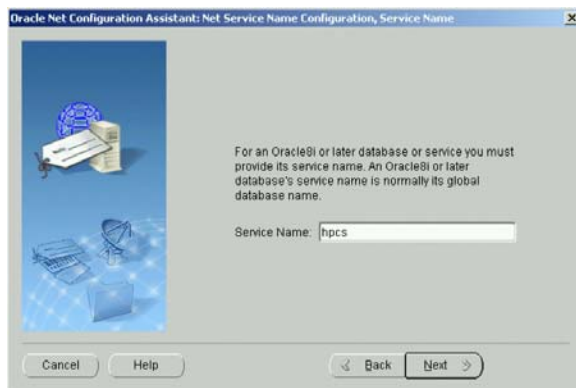 Oracle Net Configuration Assistant: Net Service Name Configuration, Service Name
For an Oracle8i or later database or service you must
provide its service name. An Oracle8i or later
database's service name is normally its global
database name.
Service Name: hpcs
Cancel Help Back Next